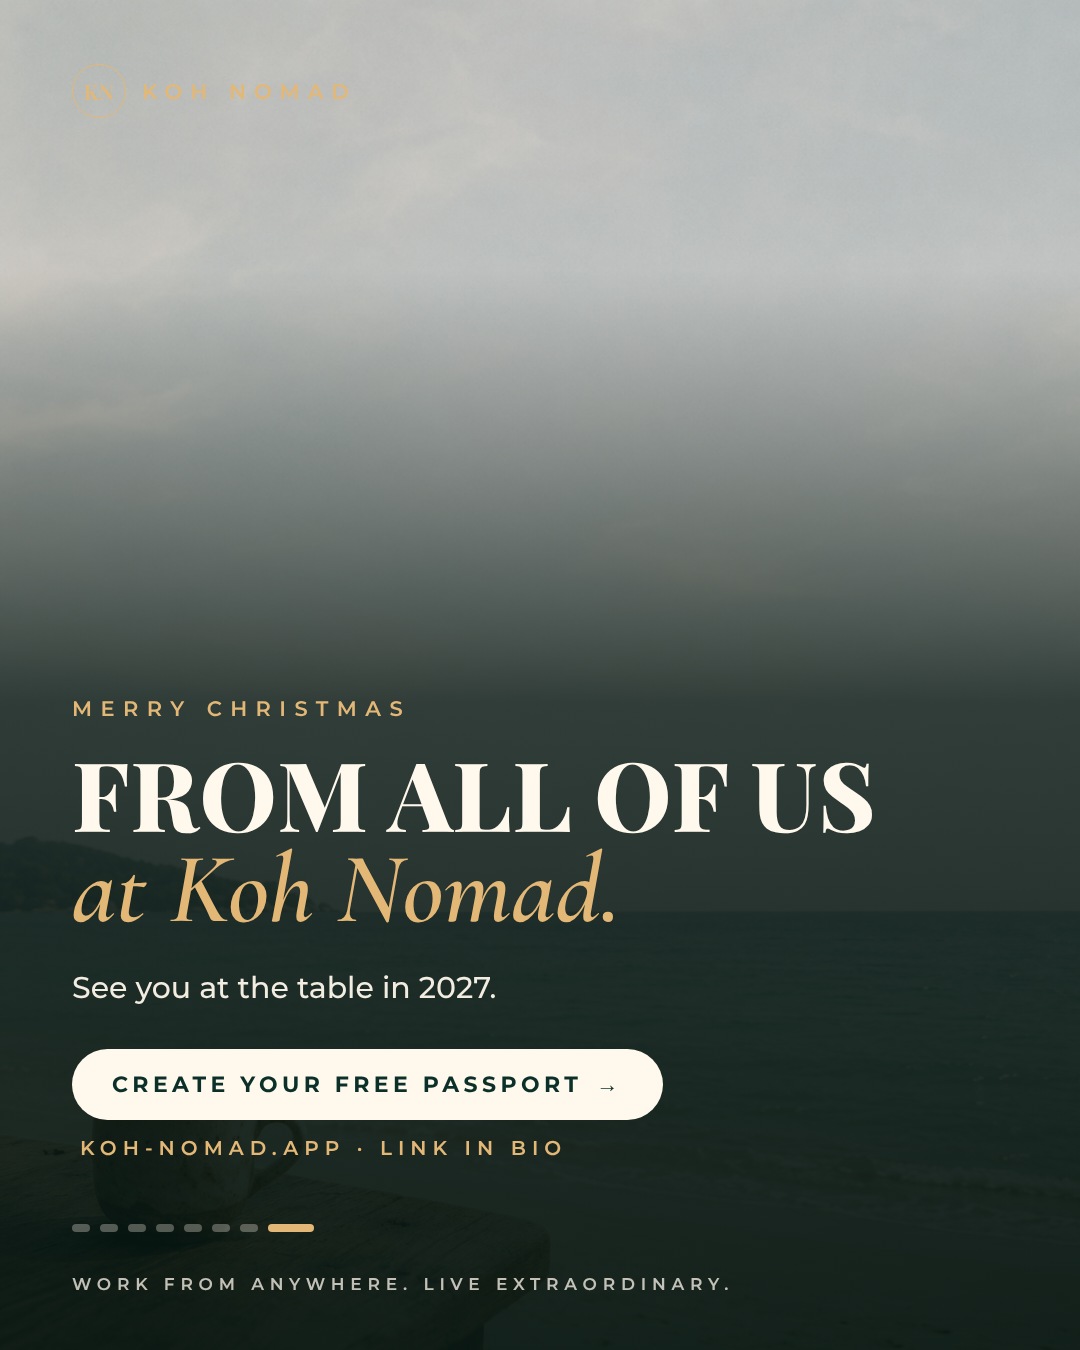 KN KOH NOMAD
MERRY CHRISTMAS
FROM ALL OF US
at Koh Nomad.
See you at the table in 2027.
CREATE YOUR FREE PASSPORT →
KOH-NOMAD.APP · LINK IN BIO
WORK FROM ANYWHERE. LIVE EXTRAORDINARY.